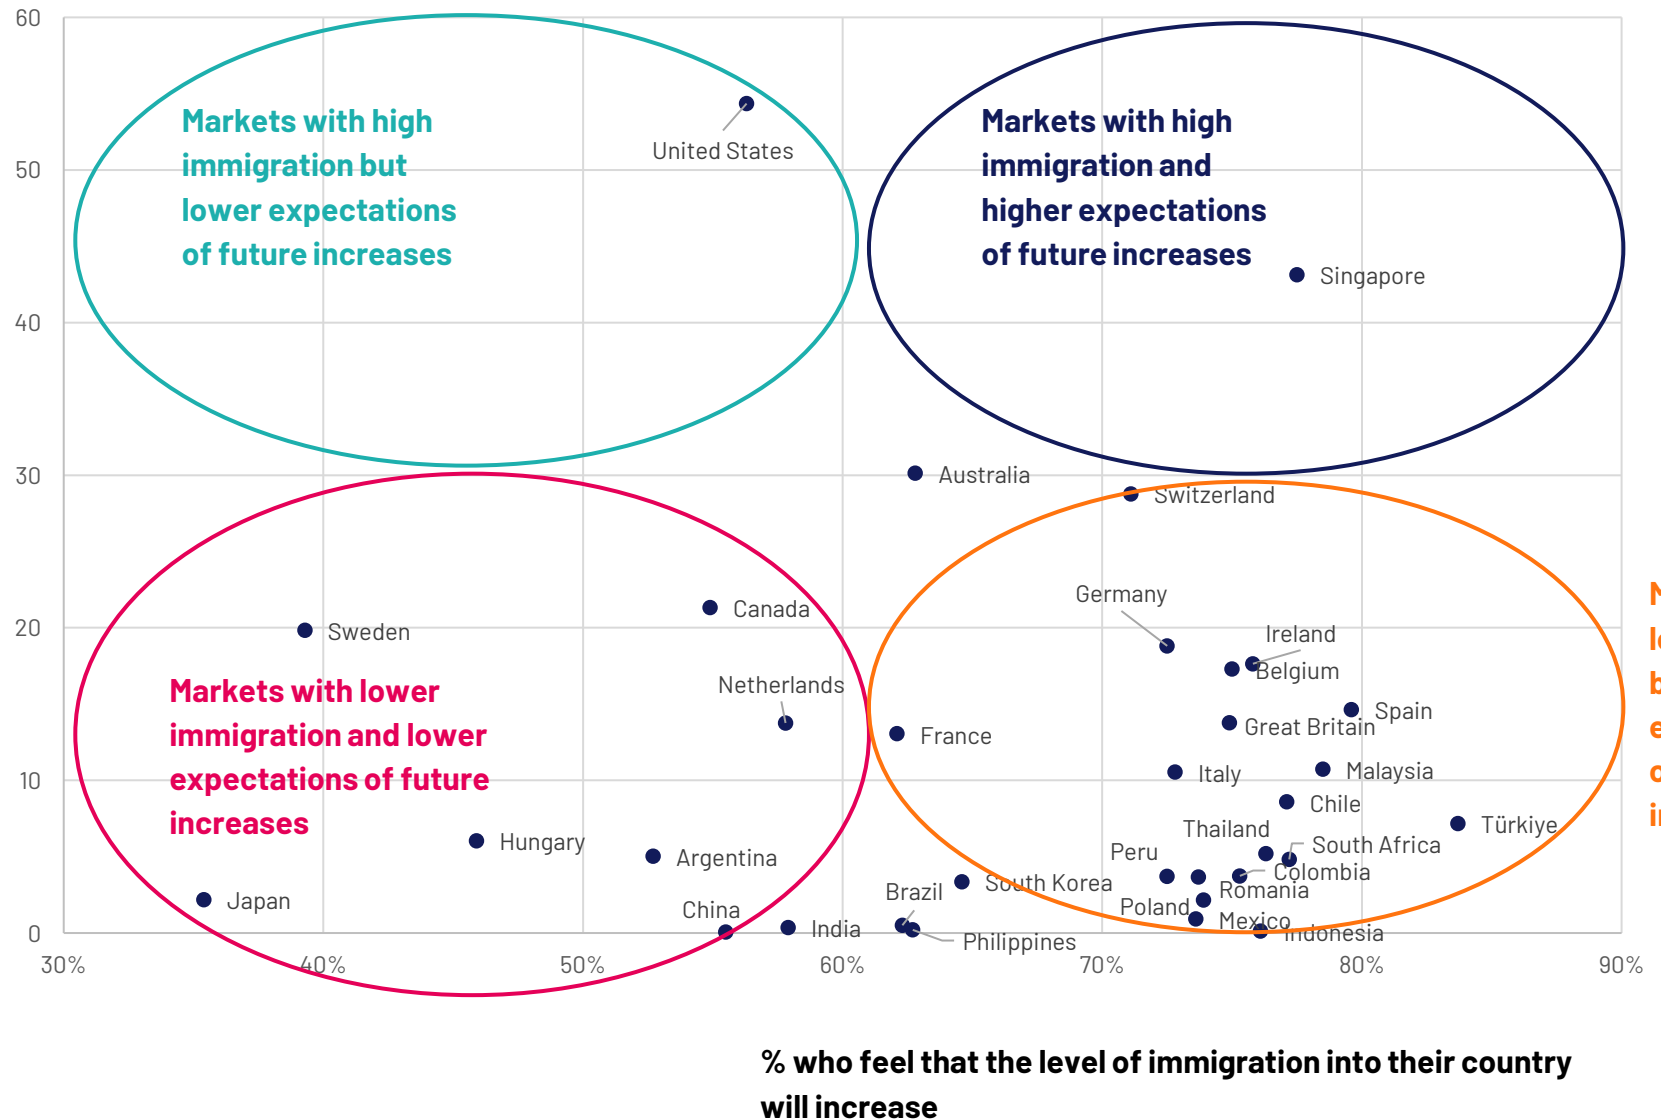 60
50
40
30
20
10
0
Markets with high
immigration but
lower expectations
of future increases
United States
Markets with high
immigration and
higher expectations
of future increases
Singapore
Australia
Switzerland
Canada
Sweden
Netherlands
Markets with lower
immigration and lower
expectations of future
increases
Hungary
Argentina
Japan
China
India
Germany
Ireland
Belgium
Spain
Great Britain
France
Italy
Malaysia
Chile
Türkiye
Thailand
South Africa
Peru
Colombia
South Korea
Romania
Brazil
Poland
Mexico
Philippines
Indonesia
30%
40%
50%
60%
70%
80%
90%
% who feel that the level of immigration into their country
will increase